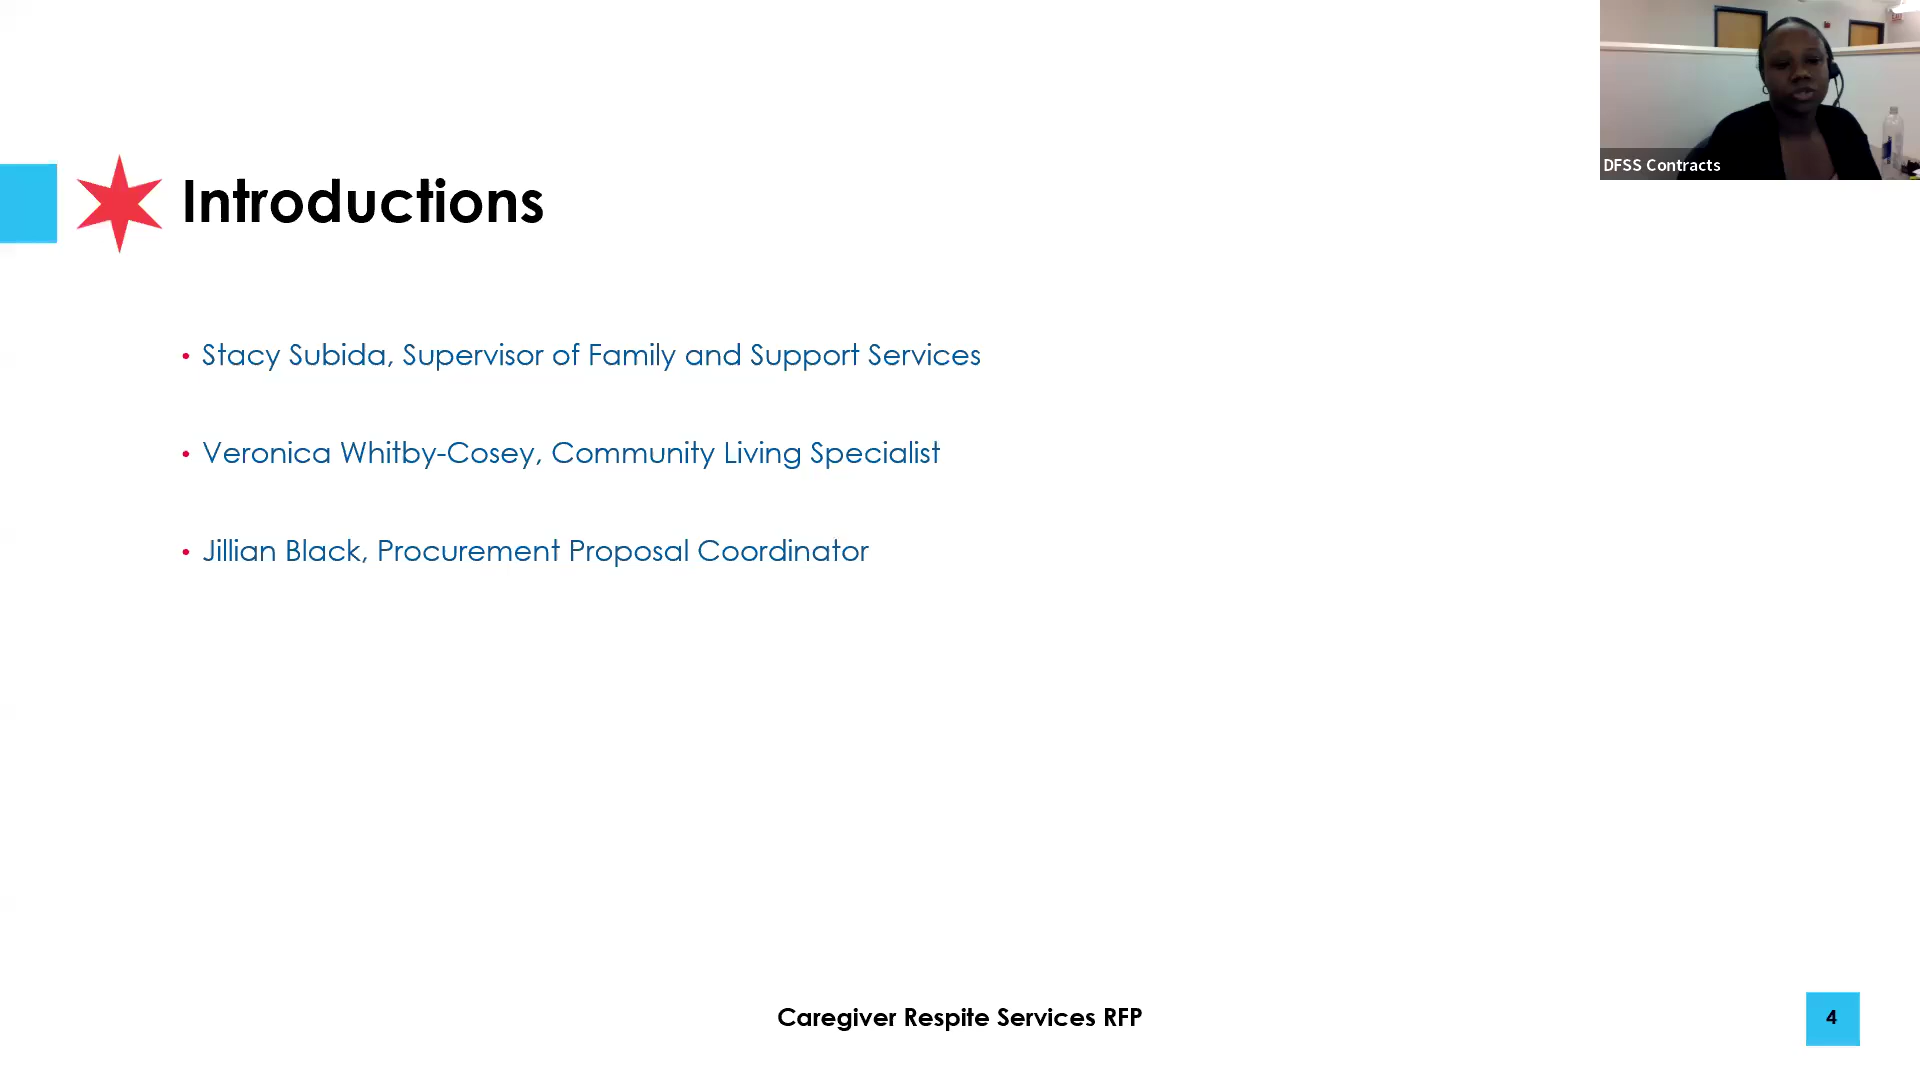 DFSS Contracts
Introductions
• Stacy Subida, Supervisor of Family and Support Services
• Veronica Whitby-Cosey, Community Living Specialist
• Jillian Black, Procurement Proposal Coordinator
Caregiver Respite Services RFP
4